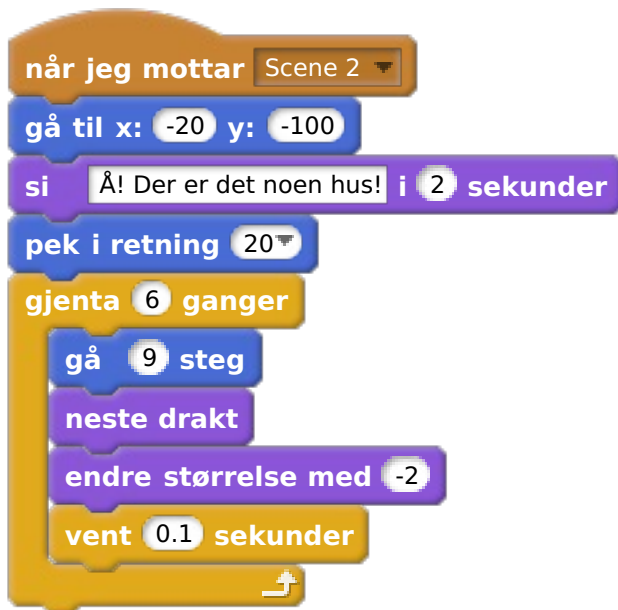 når jeg mottar Scene 2
gå til x: -20 y: -100
si Å! Der er det noen hus! i 2 sekunder
pek i retning 20
gjenta 6 ganger
gå 9 steg
neste drakt
endre størrelse med -2
vent 0.1 sekunder